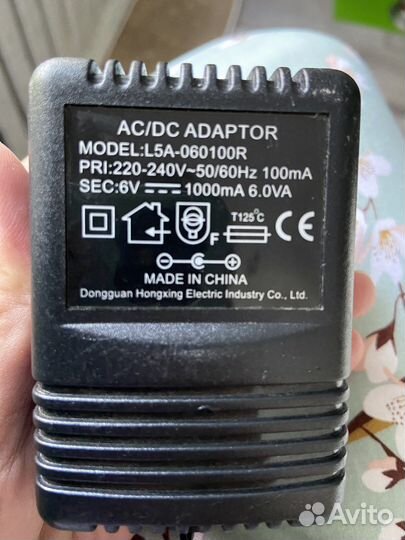 AC/DC ADAPTOR
MODEL:L5A-060100R
PRI:220-240V~50/60Hz 100mA
SEC:6V⎓1000mA 6.0VA
F T125°C CE
- +
MADE IN CHINA
Dongguan Hongxing Electric Industry Co., Ltd.
Avito